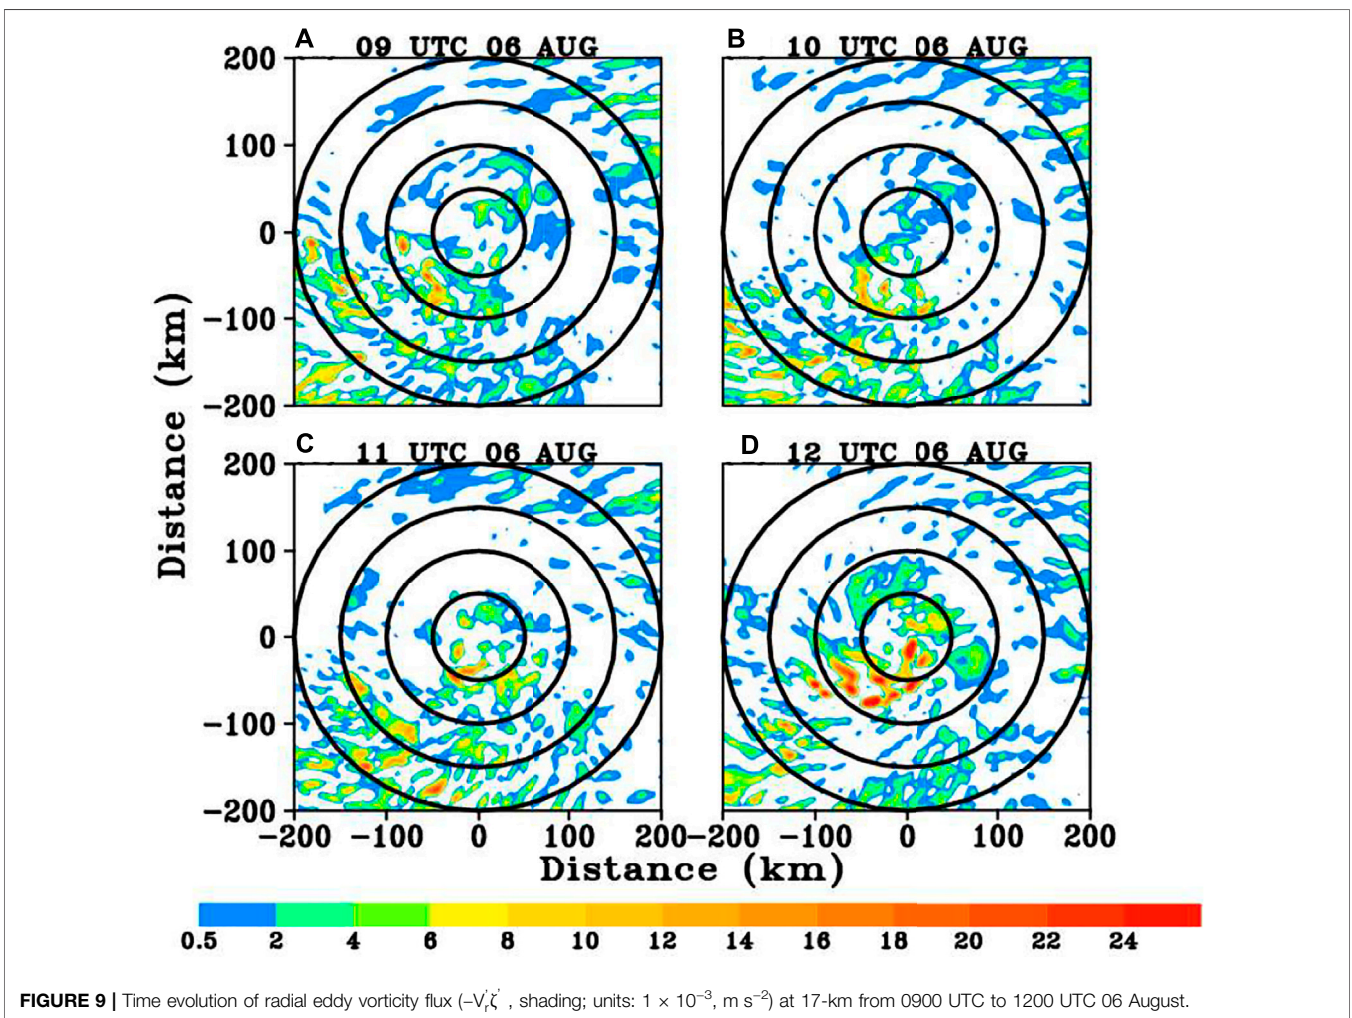 A 09 UTC 06 AUG
B 10 UTC 06 AUG
200
100
0
−100
−200
C 11 UTC 06 AUG
D 12 UTC 06 AUG
200
100
0
−100
−200
Distance (km)
−200 −100 0 100 200
−200 −100 0 100 200
Distance (km)
0.5 2 4 6 8 10 12 14 16 18 20 22 24
FIGURE 9 | Time evolution of radial eddy vorticity flux (−V′rζ′ , shading; units: 1 × 10⁻³, m s⁻²) at 17-km from 0900 UTC to 1200 UTC 06 August.